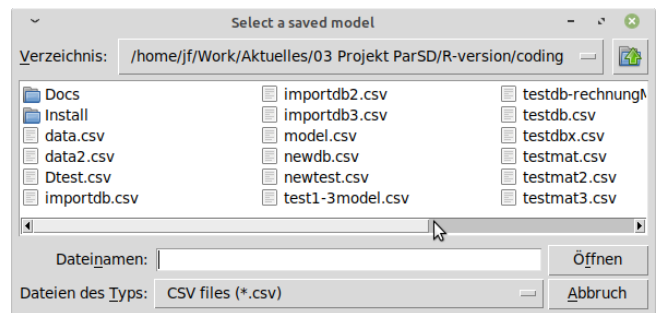 Select a saved model
Verzeichnis: /home/jf/Work/Aktuelles/03 Projekt ParSD/R-version/coding
Docs importdb2.csv testdb-rechnung
Install importdb3.csv testdb.csv
data.csv model.csv testdbx.csv
data2.csv newdb.csv testmat.csv
Dtest.csv newtest.csv testmat2.csv
importdb.csv test1-3model.csv testmat3.csv
Dateinamen: Öffnen
Dateien des Typs: CSV files (*.csv) Abbruch